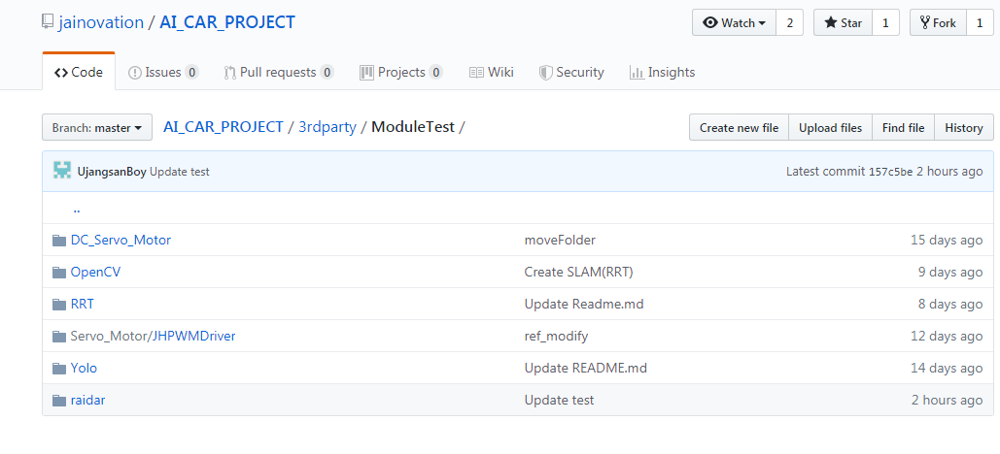 jainovation / AI_CAR_PROJECT Watch 2 Star 1 Fork 1
Code Issues 0 Pull requests 0 Projects 0 Wiki Security Insights
Branch: master AI_CAR_PROJECT / 3rdparty / ModuleTest / Create new file Upload files Find file History
UjangsanBoy Update test Latest commit 157c5be 2 hours ago
..
DC_Servo_Motor moveFolder 15 days ago
OpenCV Create SLAM(RRT) 9 days ago
RRT Update Readme.md 8 days ago
Servo_Motor/JHPWMDriver ref_modify 12 days ago
Yolo Update README.md 14 days ago
raidar Update test 2 hours ago